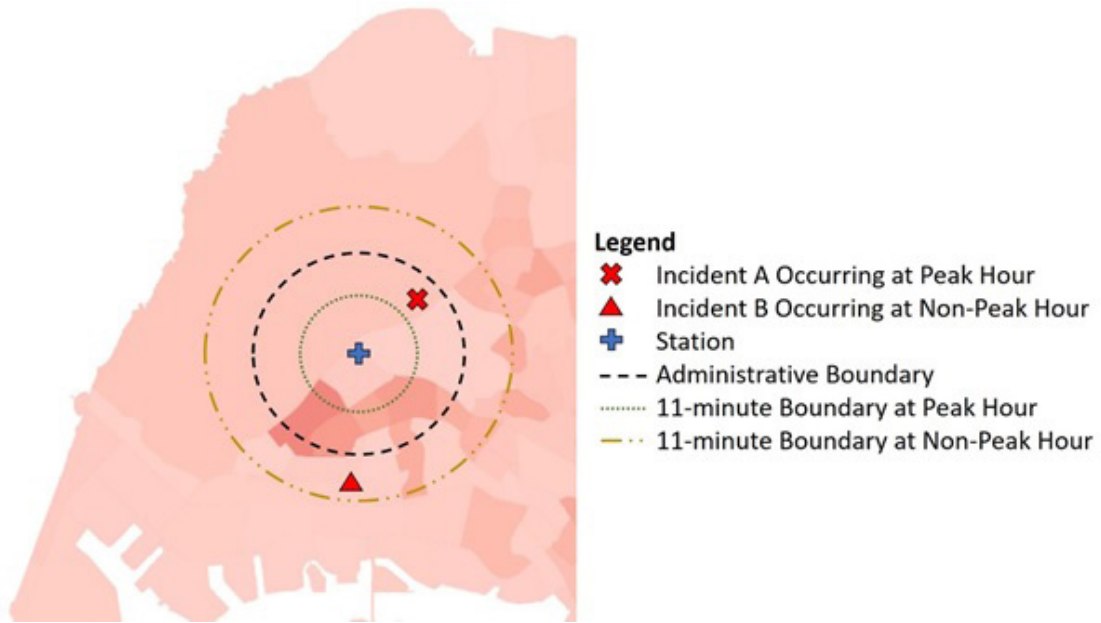 Legend
Incident A Occurring at Peak Hour
Incident B Occurring at Non-Peak Hour
Station
Administrative Boundary
11-minute Boundary at Peak Hour
11-minute Boundary at Non-Peak Hour